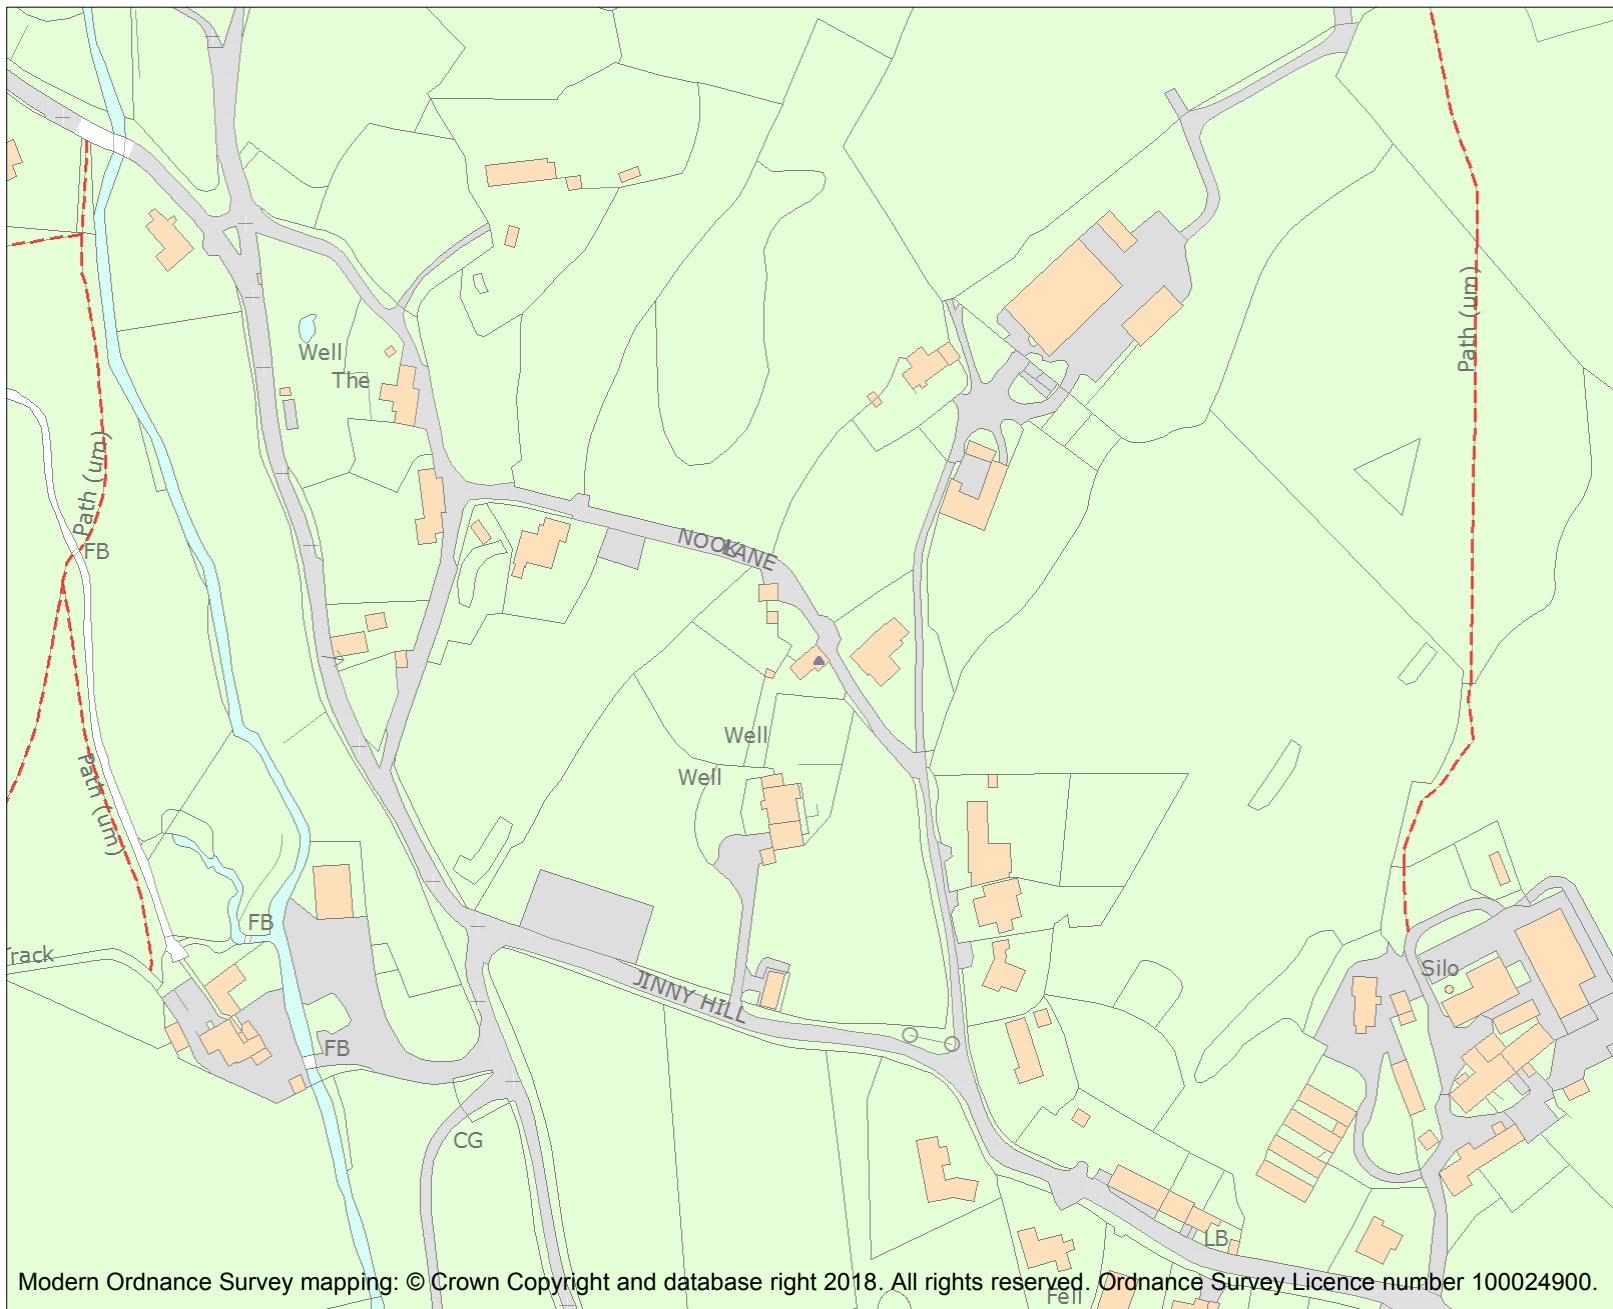 Path (um)
Well
The
Path (um)
FB
NOOK LANE
Well
Well
Path (um)
FB
Track
Silo
JINNY HILL
FB
CG
LB
Fell
Modern Ordnance Survey mapping: © Crown Copyright and database right 2018. All rights reserved. Ordnance Survey Licence number 100024900.